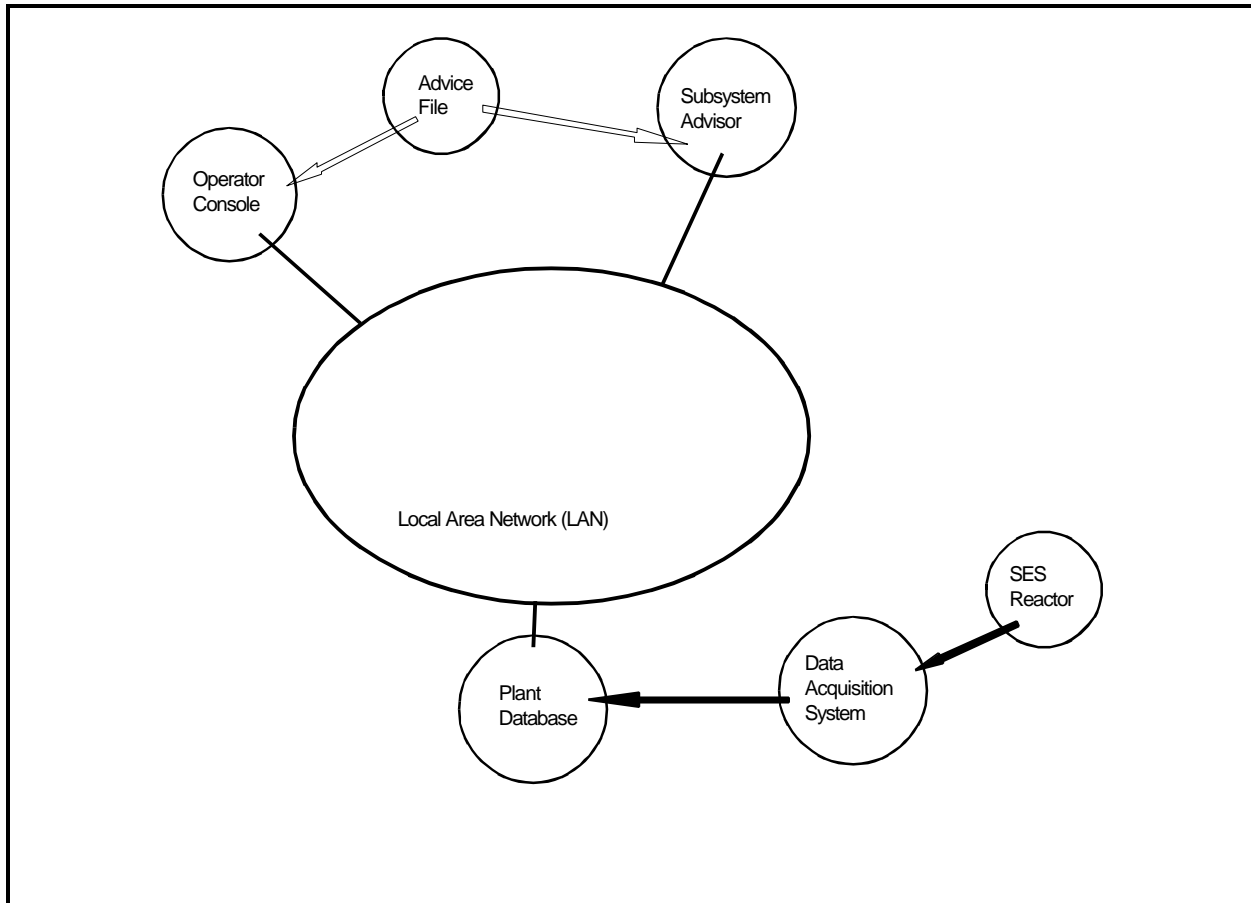 Advice
File
Subsystem
Advisor
Operator
Console
Local Area Network (LAN)
SES
Reactor
Data
Acquisition
System
Plant
Database